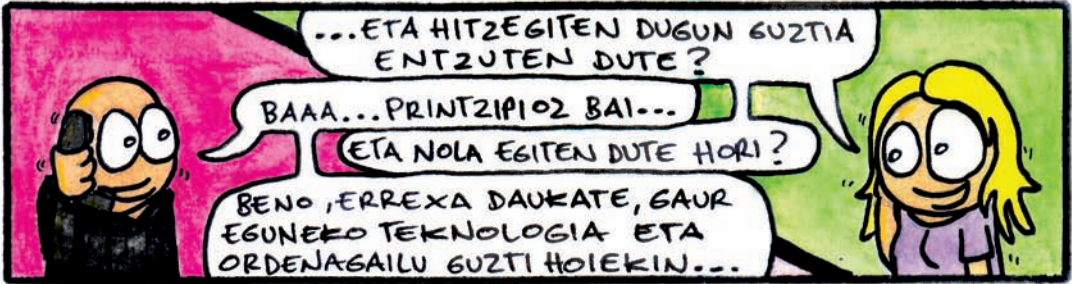 ...ETA HITZEGITEN DUGUN GUZTIA
ENTZUTEN DUTE?
BAAA...PRINTZIPIOZ BAI...
ETA NOLA EGITEN DUTE HORI?
BENO, ERREXA DAUKATE, GAUR
EGUNEKO TEKNOLOGIA ETA
ORDENAGAILU GUZTI HOIEKIN...